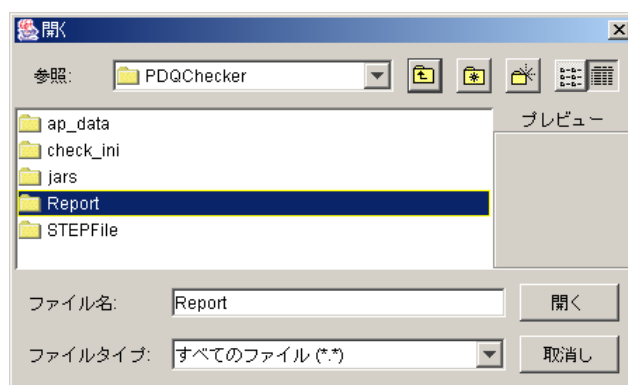 開く
参照: PDQChecker
プレビュー
ap_data
check_ini
jars
Report
STEPFile
ファイル名: Report 開く
ファイルタイプ: すべてのファイル (*.*) 取消し